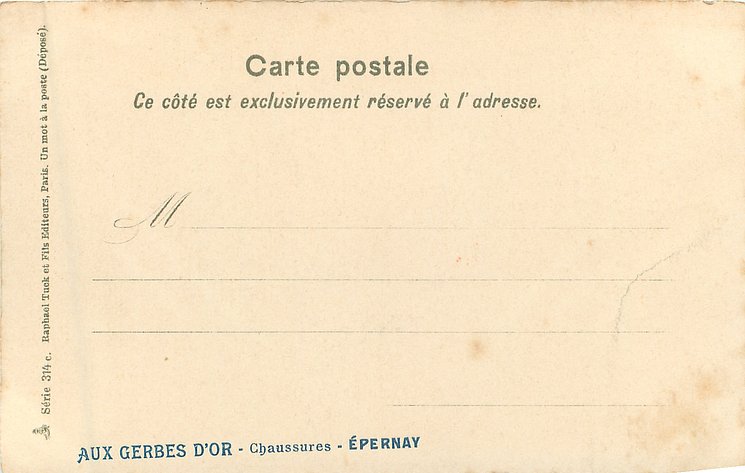 Carte postale
Ce côté est exclusivement réservé à l'adresse.
M
AUX GERBES D'OR - Chaussures - ÉPERNAY
Série 314 c. Raphael Tuck et Fils Editeurs, Paris. Un mot à la poste (Déposé).